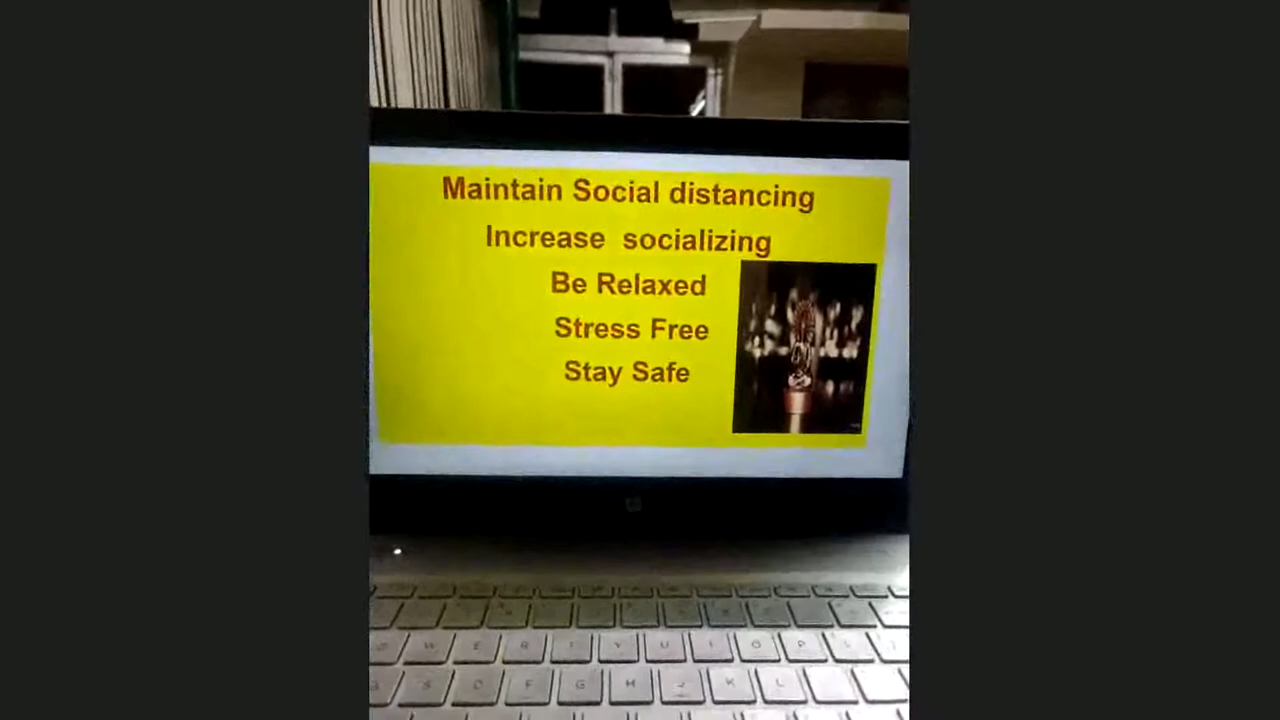 Maintain Social distancing
Increase socializing
Be Relaxed
Stress Free
Stay Safe
W E R T Y U I O P
S D F G H J K L